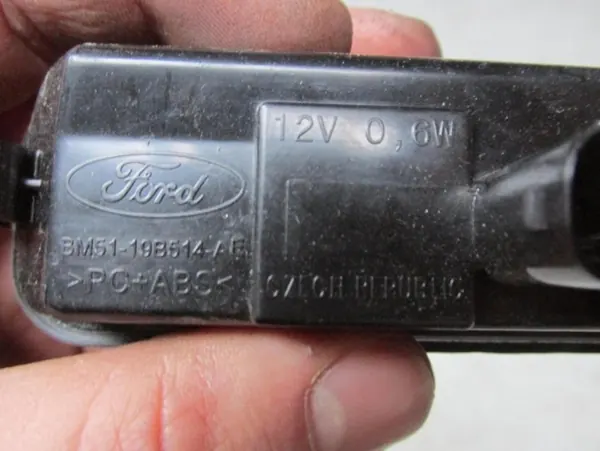 12V 0,6W
Ford
BM51-19B514-AE
>PC+ABS<
CZECH REPUBLIC